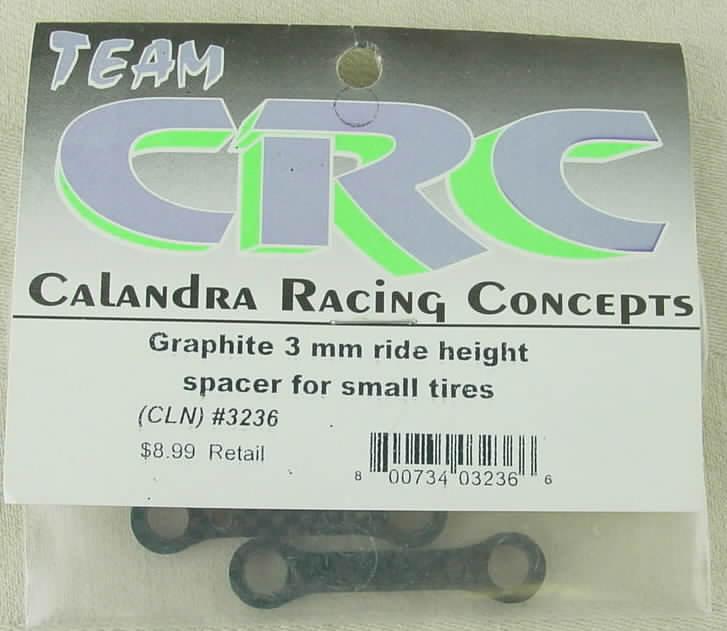 TEAM
CRC
CALANDRA RACING CONCEPTS
Graphite 3 mm ride height
spacer for small tires
(CLN) #3236
$8.99 Retail
8 00734 03236 6